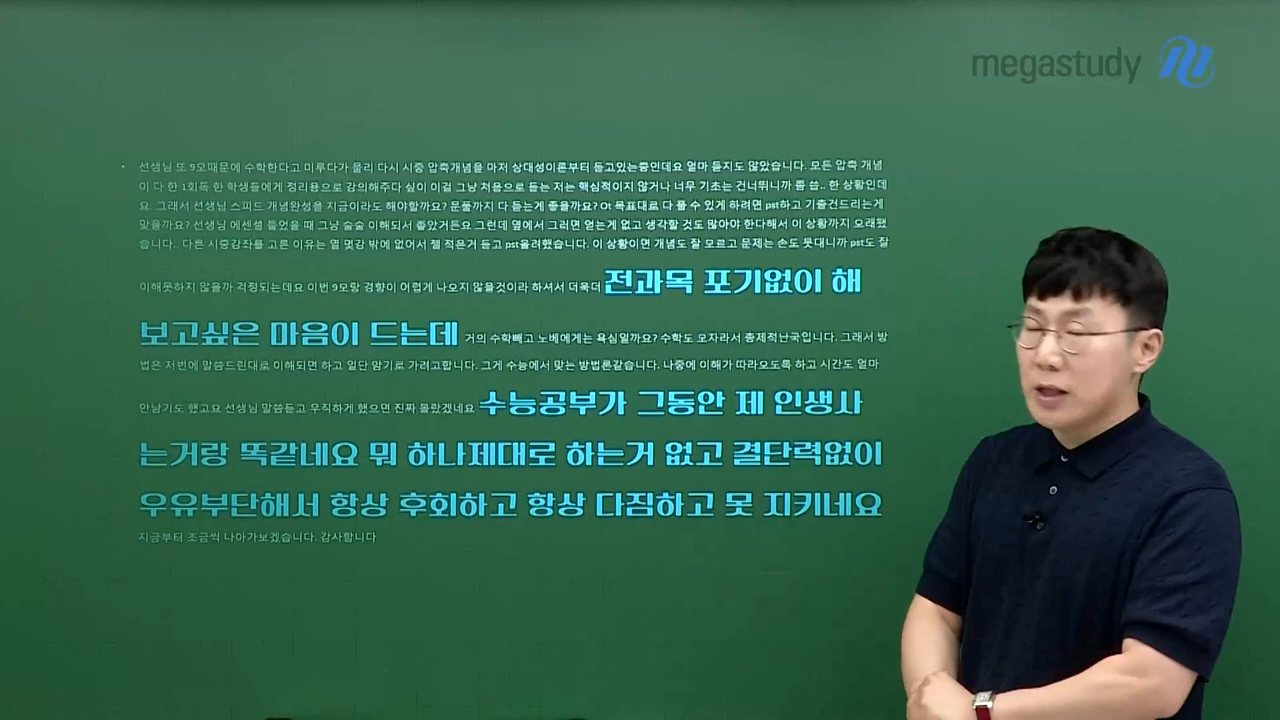 megastudy
· 선생님 또 9모때문에 수학한다고 미루다가 물리 다시 시중 압축개념을 마저 상대성이론부터 듣고있는중인데요 얼마 듣지도 않았습니다. 모든 압축 개념
이 다 한 1회독 한 학생들에게 정리용으로 강의해주다 싶이 이걸 그냥 처음으로 듣는 저는 핵심적이지 않거나 너무 기초는 건너뛰니까 좀 씁.. 한 상황인데
요. 그래서 선생님 스피드 개념완성을 지금이라도 해야할까요? 문풀까지 다 듣는게 좋을까요? Ot 목표대로 다 풀 수 있게 하려면 pst하고 기출건드리는게
맞을까요? 선생님 에센셜 들었을 때 그냥 술술 이해되서 좋았거든요 그런데 옆에서 그러면 얻는게 없고 생각할 것도 많아야 한다해서 이 상황까지 오래됐
습니다.. 다른 시중강좌를 고른 이유는 열 몇강 밖에 없어서 젤 적은거 듣고 pst올려했습니다. 이 상황이면 개념도 잘 모르고 문제는 손도 못대니까 pst도 잘
이해못하지 않을까 걱정되는데요 이번 9모랑 경향이 어렵게 나오지 않을것이라 하셔서 더욱더 전과목 포기없이 해
보고싶은 마음이 드는데 거의 수학빼고 노베에게는 욕심일까요? 수학도 모자라서 총체적난국입니다. 그래서 방
법은 저번에 말씀드린대로 이해되면 하고 일단 암기로 가려고합니다. 그게 수능에서 맞는 방법론같습니다. 나중에 이해가 따라오도록 하고 시간도 얼마
안남기도 했고요 선생님 말씀듣고 우직하게 했으면 진짜 몰랐겠네요 수능공부가 그동안 제 인생사
는거랑 똑같네요 뭐 하나제대로 하는거 없고 결단력없이
우유부단해서 항상 후회하고 항상 다짐하고 못 지키네요
지금부터 조금씩 나아가보겠습니다. 감사합니다